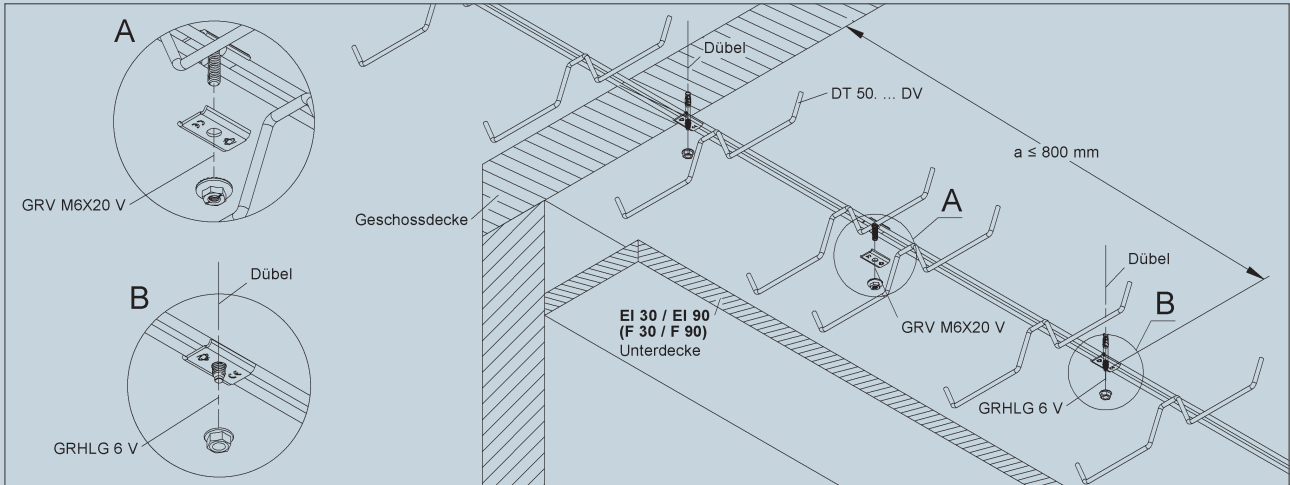 A
GRV M6X20 V
Dübel
B
GRHLG 6 V
Dübel
DT 50. ... DV
a ≤ 800 mm
Geschossdecke
A
EI 30 / EI 90
(F 30 / F 90)
Unterdecke
GRV M6X20 V
Dübel
B
GRHLG 6 V